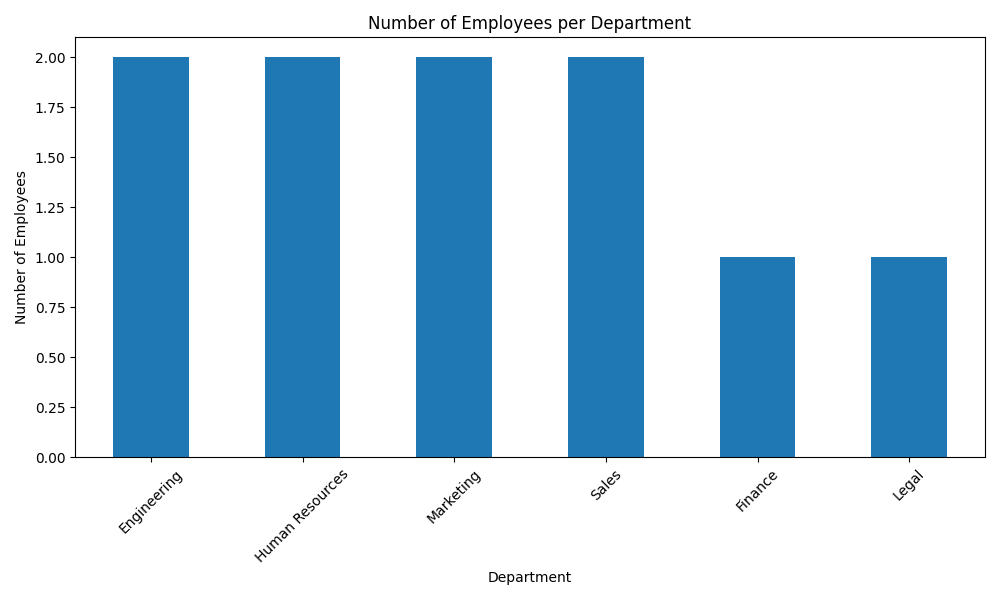 Number of Employees per Department
Number of Employees
2.00
1.75
1.50
1.25
1.00
0.75
0.50
0.25
0.00
Engineering
Human Resources
Marketing
Sales
Finance
Legal
Department